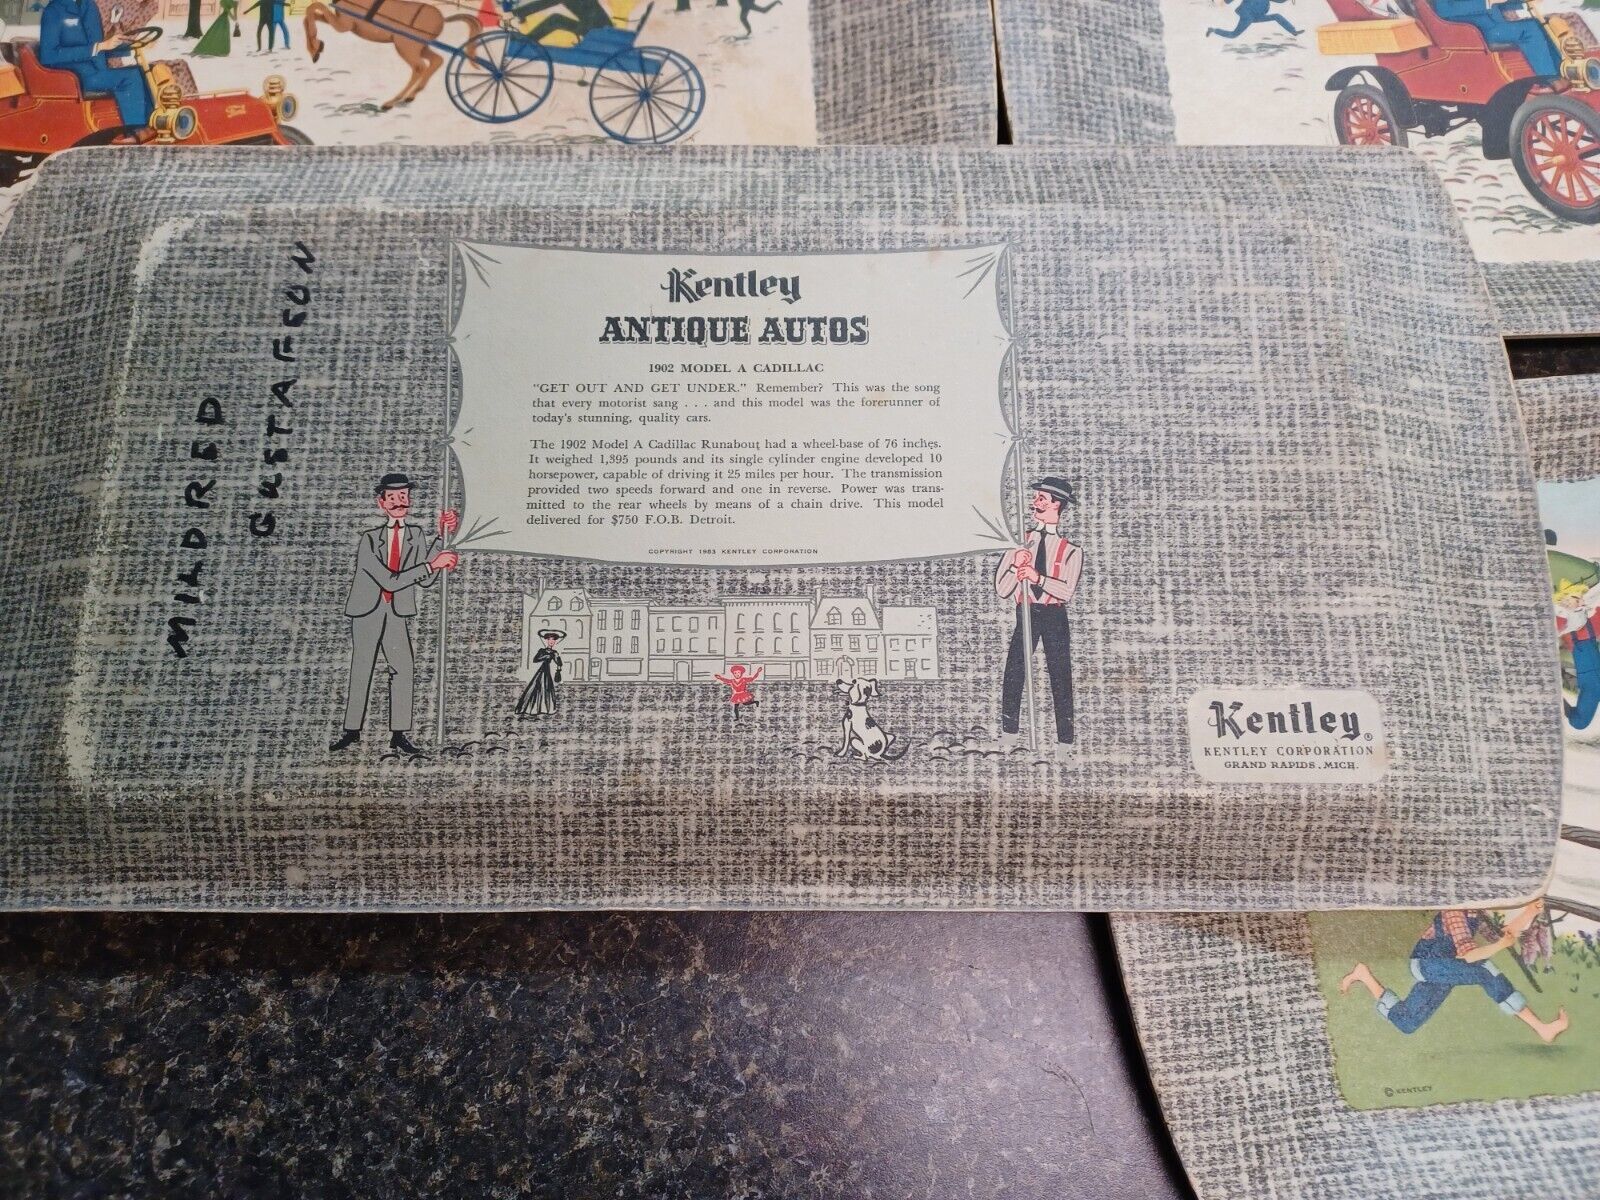 Kentley
ANTIQUE AUTOS
1902 MODEL A CADILLAC
"GET OUT AND GET UNDER." Remember? This was the song
that every motorist sang . . . and this model was the forerunner of
today's stunning, quality cars.
The 1902 Model A Cadillac Runabout had a wheel-base of 76 inches.
It weighed 1,395 pounds and its single cylinder engine developed 10
horsepower, capable of driving it 25 miles per hour. The transmission
provided two speeds forward and one in reverse. Power was trans-
mitted to the rear wheels by means of a chain drive. This model
delivered for $750 F.O.B. Detroit.
COPYRIGHT 1953 KENTLEY CORPORATION
MILDRED
GUSTAFSON
Kentley®
KENTLEY CORPORATION
GRAND RAPIDS, MICH.
© KENTLEY